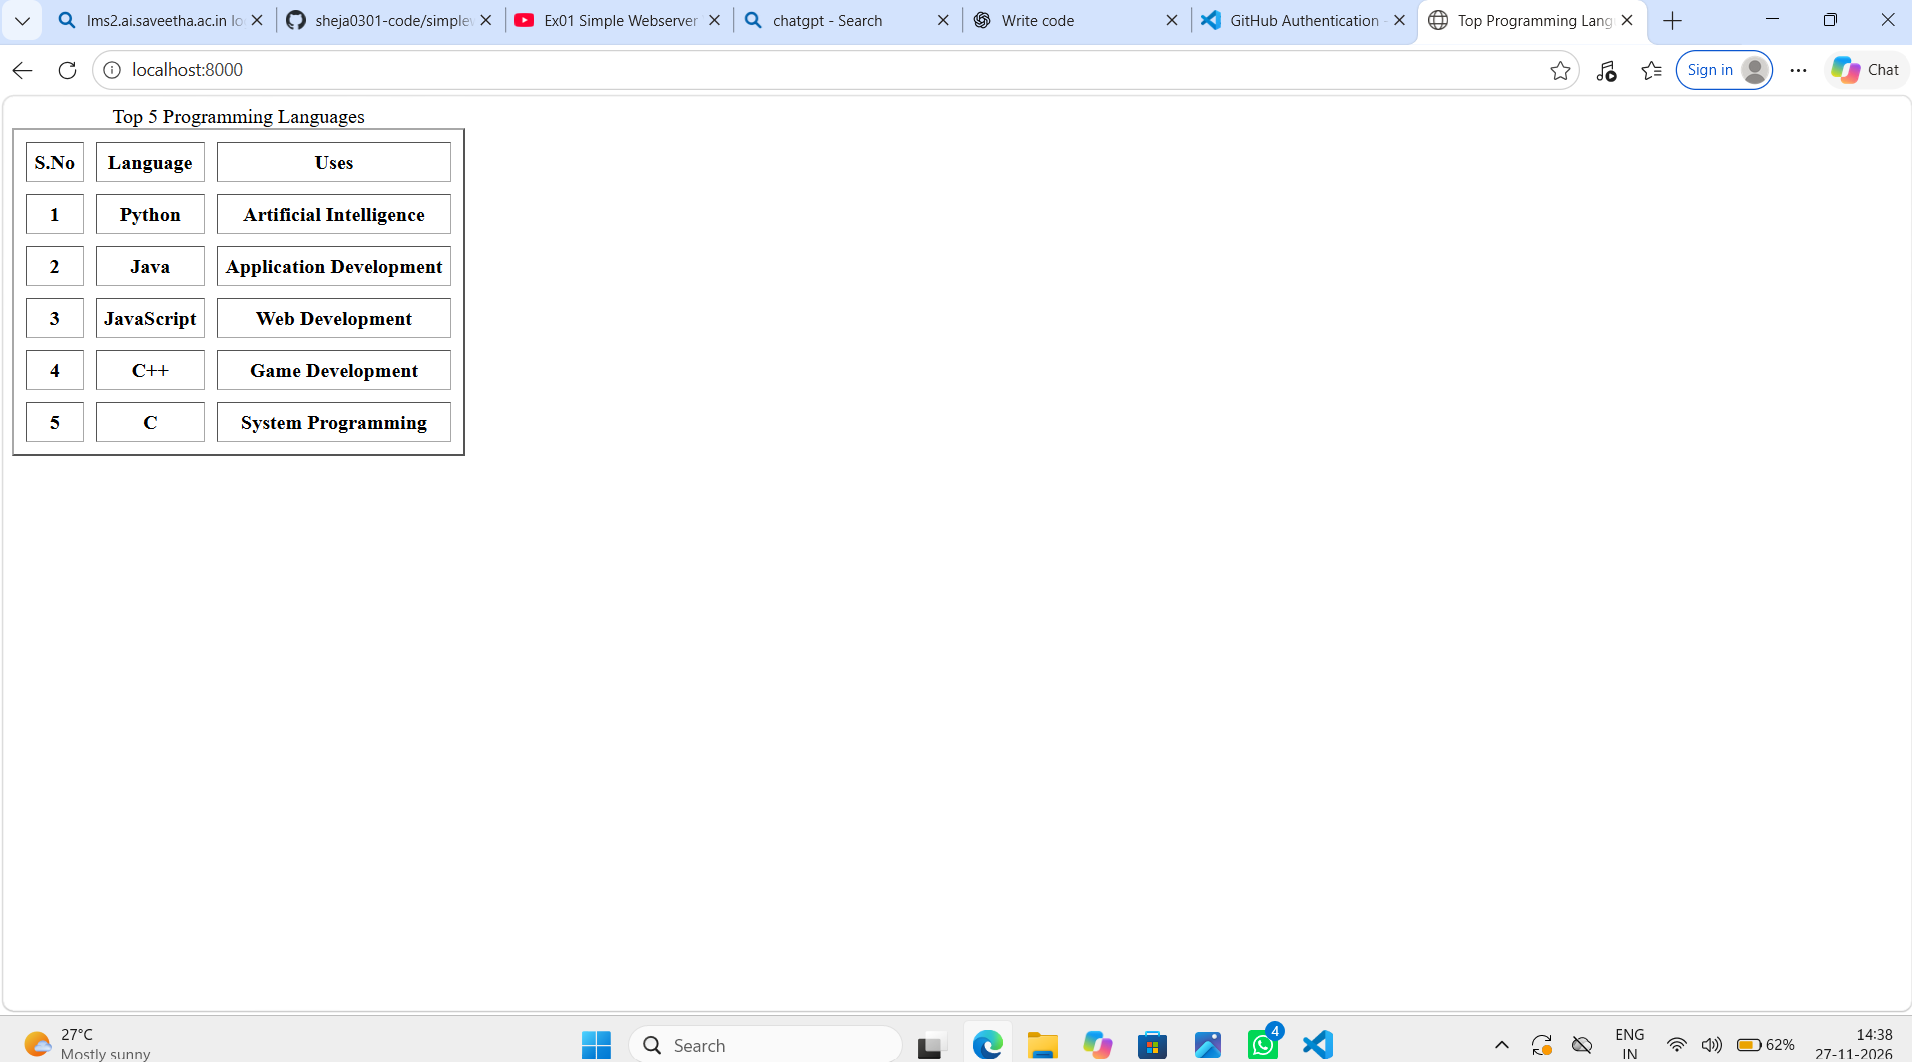 lms2.ai.saveetha.ac.in lo
sheja0301-code/simplew
Ex01 Simple Webserver
chatgpt - Search
Write code
GitHub Authentication -
Top Programming Lang
localhost:8000
Sign in
Chat
Top 5 Programming Languages
S.No Language Uses
1 Python Artificial Intelligence
2 Java Application Development
3 JavaScript Web Development
4 C++ Game Development
5 C System Programming
27°C
Mostly sunny
Search
4
ENG
IN
62%
14:38
27-11-2026